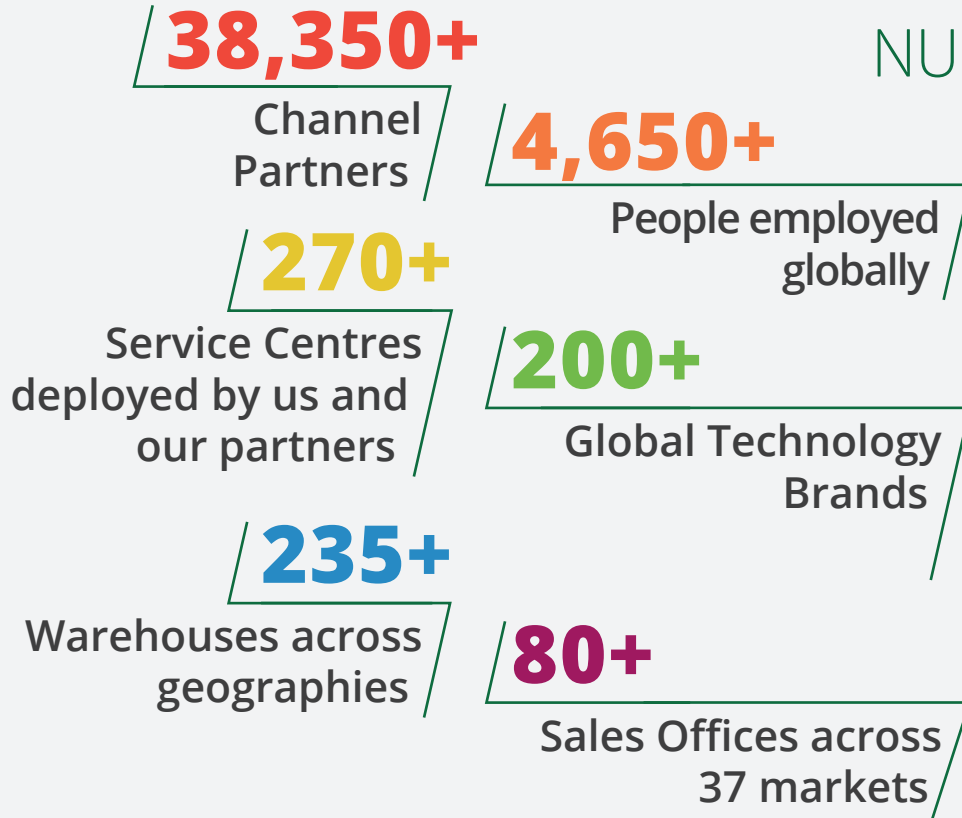 38,350+
Channel
Partners
NU
4,650+
People employed
globally
270+
Service Centres
deployed by us and
our partners
200+
Global Technology
Brands
235+
Warehouses across
geographies
80+
Sales Offices across
37 markets